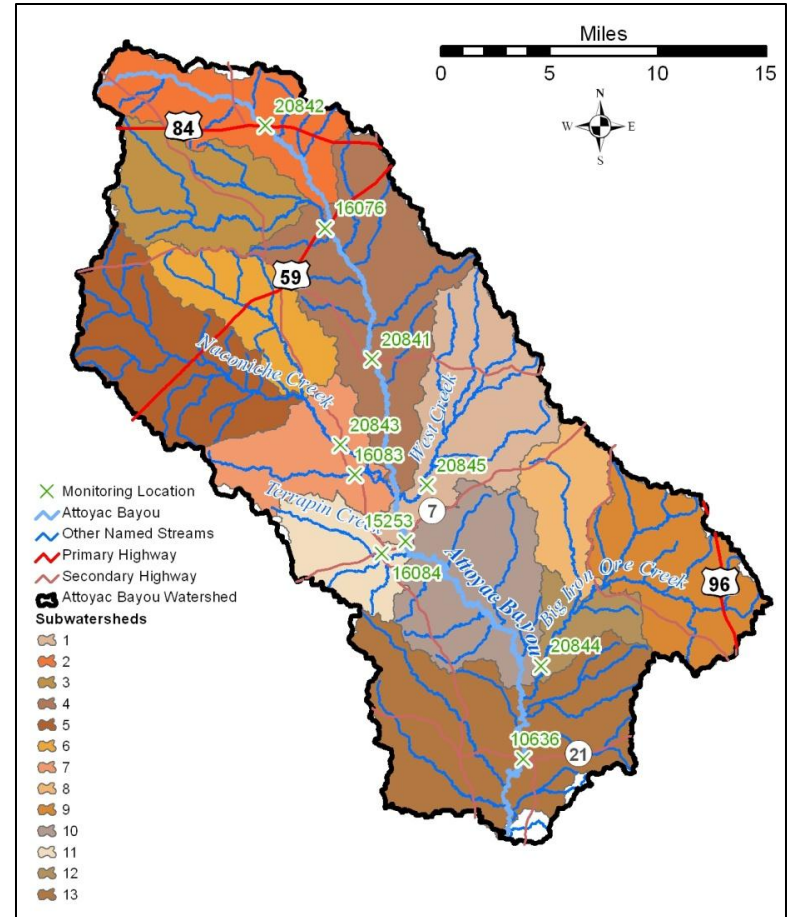 Miles
0 5 10 15
N
W E
S
20842
84
16076
59
20841
Naconiche Creek
West Creek
20843
16083
20845
7
Terrapin Creek
15253
16084
Attoyac Bayou
Big Iron Ore Creek
96
20844
10636
21
Monitoring Location
Attoyac Bayou
Other Named Streams
Primary Highway
Secondary Highway
Attoyac Bayou Watershed
Subwatersheds
1
2
3
4
5
6
7
8
9
10
11
12
13